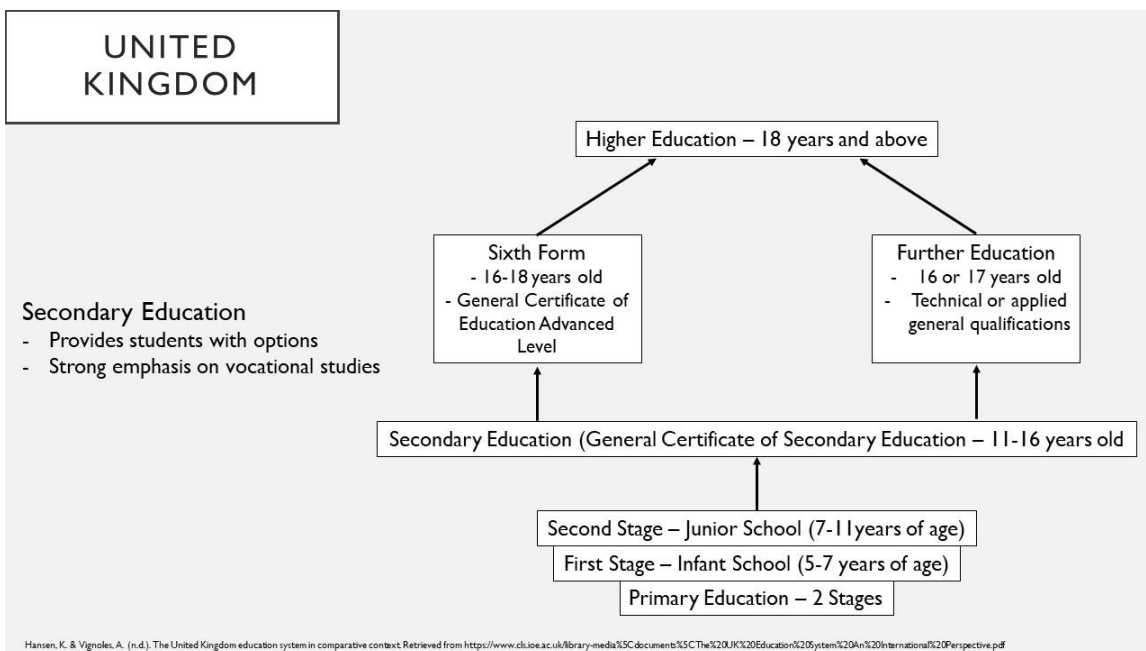 UNITED
KINGDOM
Higher Education – 18 years and above
Sixth Form
- 16-18 years old
- General Certificate of
Education Advanced
Level
Further Education
- 16 or 17 years old
- Technical or applied
general qualifications
Secondary Education
- Provides students with options
- Strong emphasis on vocational studies
Secondary Education (General Certificate of Secondary Education – 11-16 years old
Second Stage – Junior School (7-11years of age)
First Stage – Infant School (5-7 years of age)
Primary Education – 2 Stages
Hansen, K. & Vignoles, A. (n.d.). The United Kingdom education system in comparative context. Retrieved from https://www.cls.ioe.ac.uk/library-media%5Cdocuments%5CThe%20UK%20Education%20System%20An%20International%20Perspective.pdf